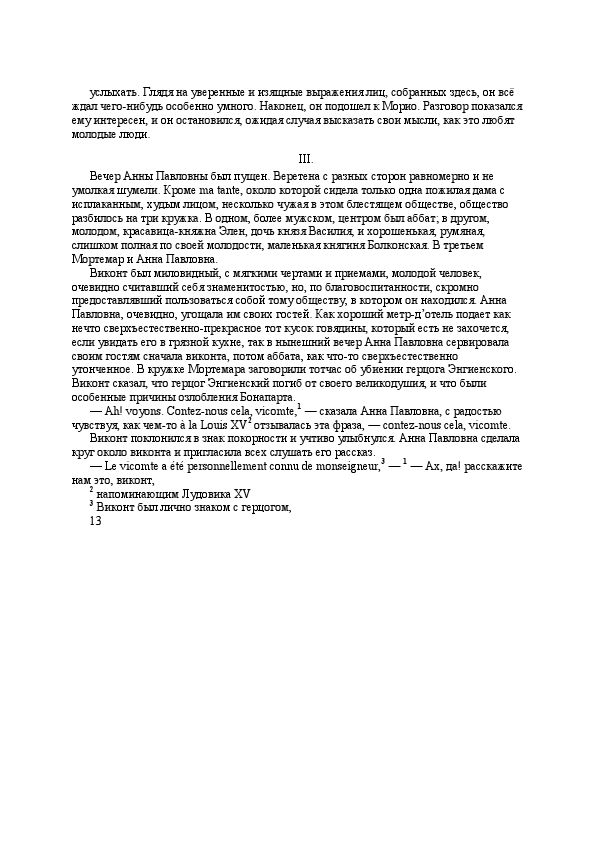 услыхать. Глядя на уверенные и изящные выражения лиц, собранных здесь, он всё
ждал чего-нибудь особенно умного. Наконец, он подошел к Морио. Разговор показался
ему интересен, и он остановился, ожидая случая высказать свои мысли, как это любят
молодые люди.
III.
Вечер Анны Павловны был пущен. Веретена с разных сторон равномерно и не
умолкая шумели. Кроме ma tante, около которой сидела только одна пожилая дама с
исплаканным, худым лицом, несколько чужая в этом блестящем обществе, общество
разбилось на три кружка. В одном, более мужском, центром был аббат; в другом,
молодом, красавица-княжна Элен, дочь князя Василия, и хорошенькая, румяная,
слишком полная по своей молодости, маленькая княгиня Болконская. В третьем
Мортемар и Анна Павловна.
Виконт был миловидный, с мягкими чертами и приемами, молодой человек,
очевидно считавший себя знаменитостью, но, по благовоспитанности, скромно
предоставлявший пользоваться собой тому обществу, в котором он находился. Анна
Павловна, очевидно, угощала им своих гостей. Как хороший метр-д’отель подает как
нечто сверхъестественно-прекрасное тот кусок говядины, который есть не захочется,
если увидать его в грязной кухне, так в нынешний вечер Анна Павловна сервировала
своим гостям сначала виконта, потом аббата, как что-то сверхъестественно
утонченное. В кружке Мортемара заговорили тотчас об убиении герцога Энгиенского.
Виконт сказал, что герцог Энгиенский погиб от своего великодушия, и что были
особенные причины озлобления Бонапарта.
— Ah! voyons. Contez-nous cela, vicomte,1 — сказала Анна Павловна, с радостью
чувствуя, как чем-то à la Louis XV2 отзывалась эта фраза, — contez-nous cela, vicomte.
Виконт поклонился в знак покорности и учтиво улыбнулся. Анна Павловна сделала
круг около виконта и пригласила всех слушать его рассказ.
— Le vicomte a été personnellement connu de monseigneur,3 — 1 — Ах, да! расскажите
нам это, виконт,
2 напоминающим Лудовика XV
3 Виконт был лично знаком с герцогом,
13